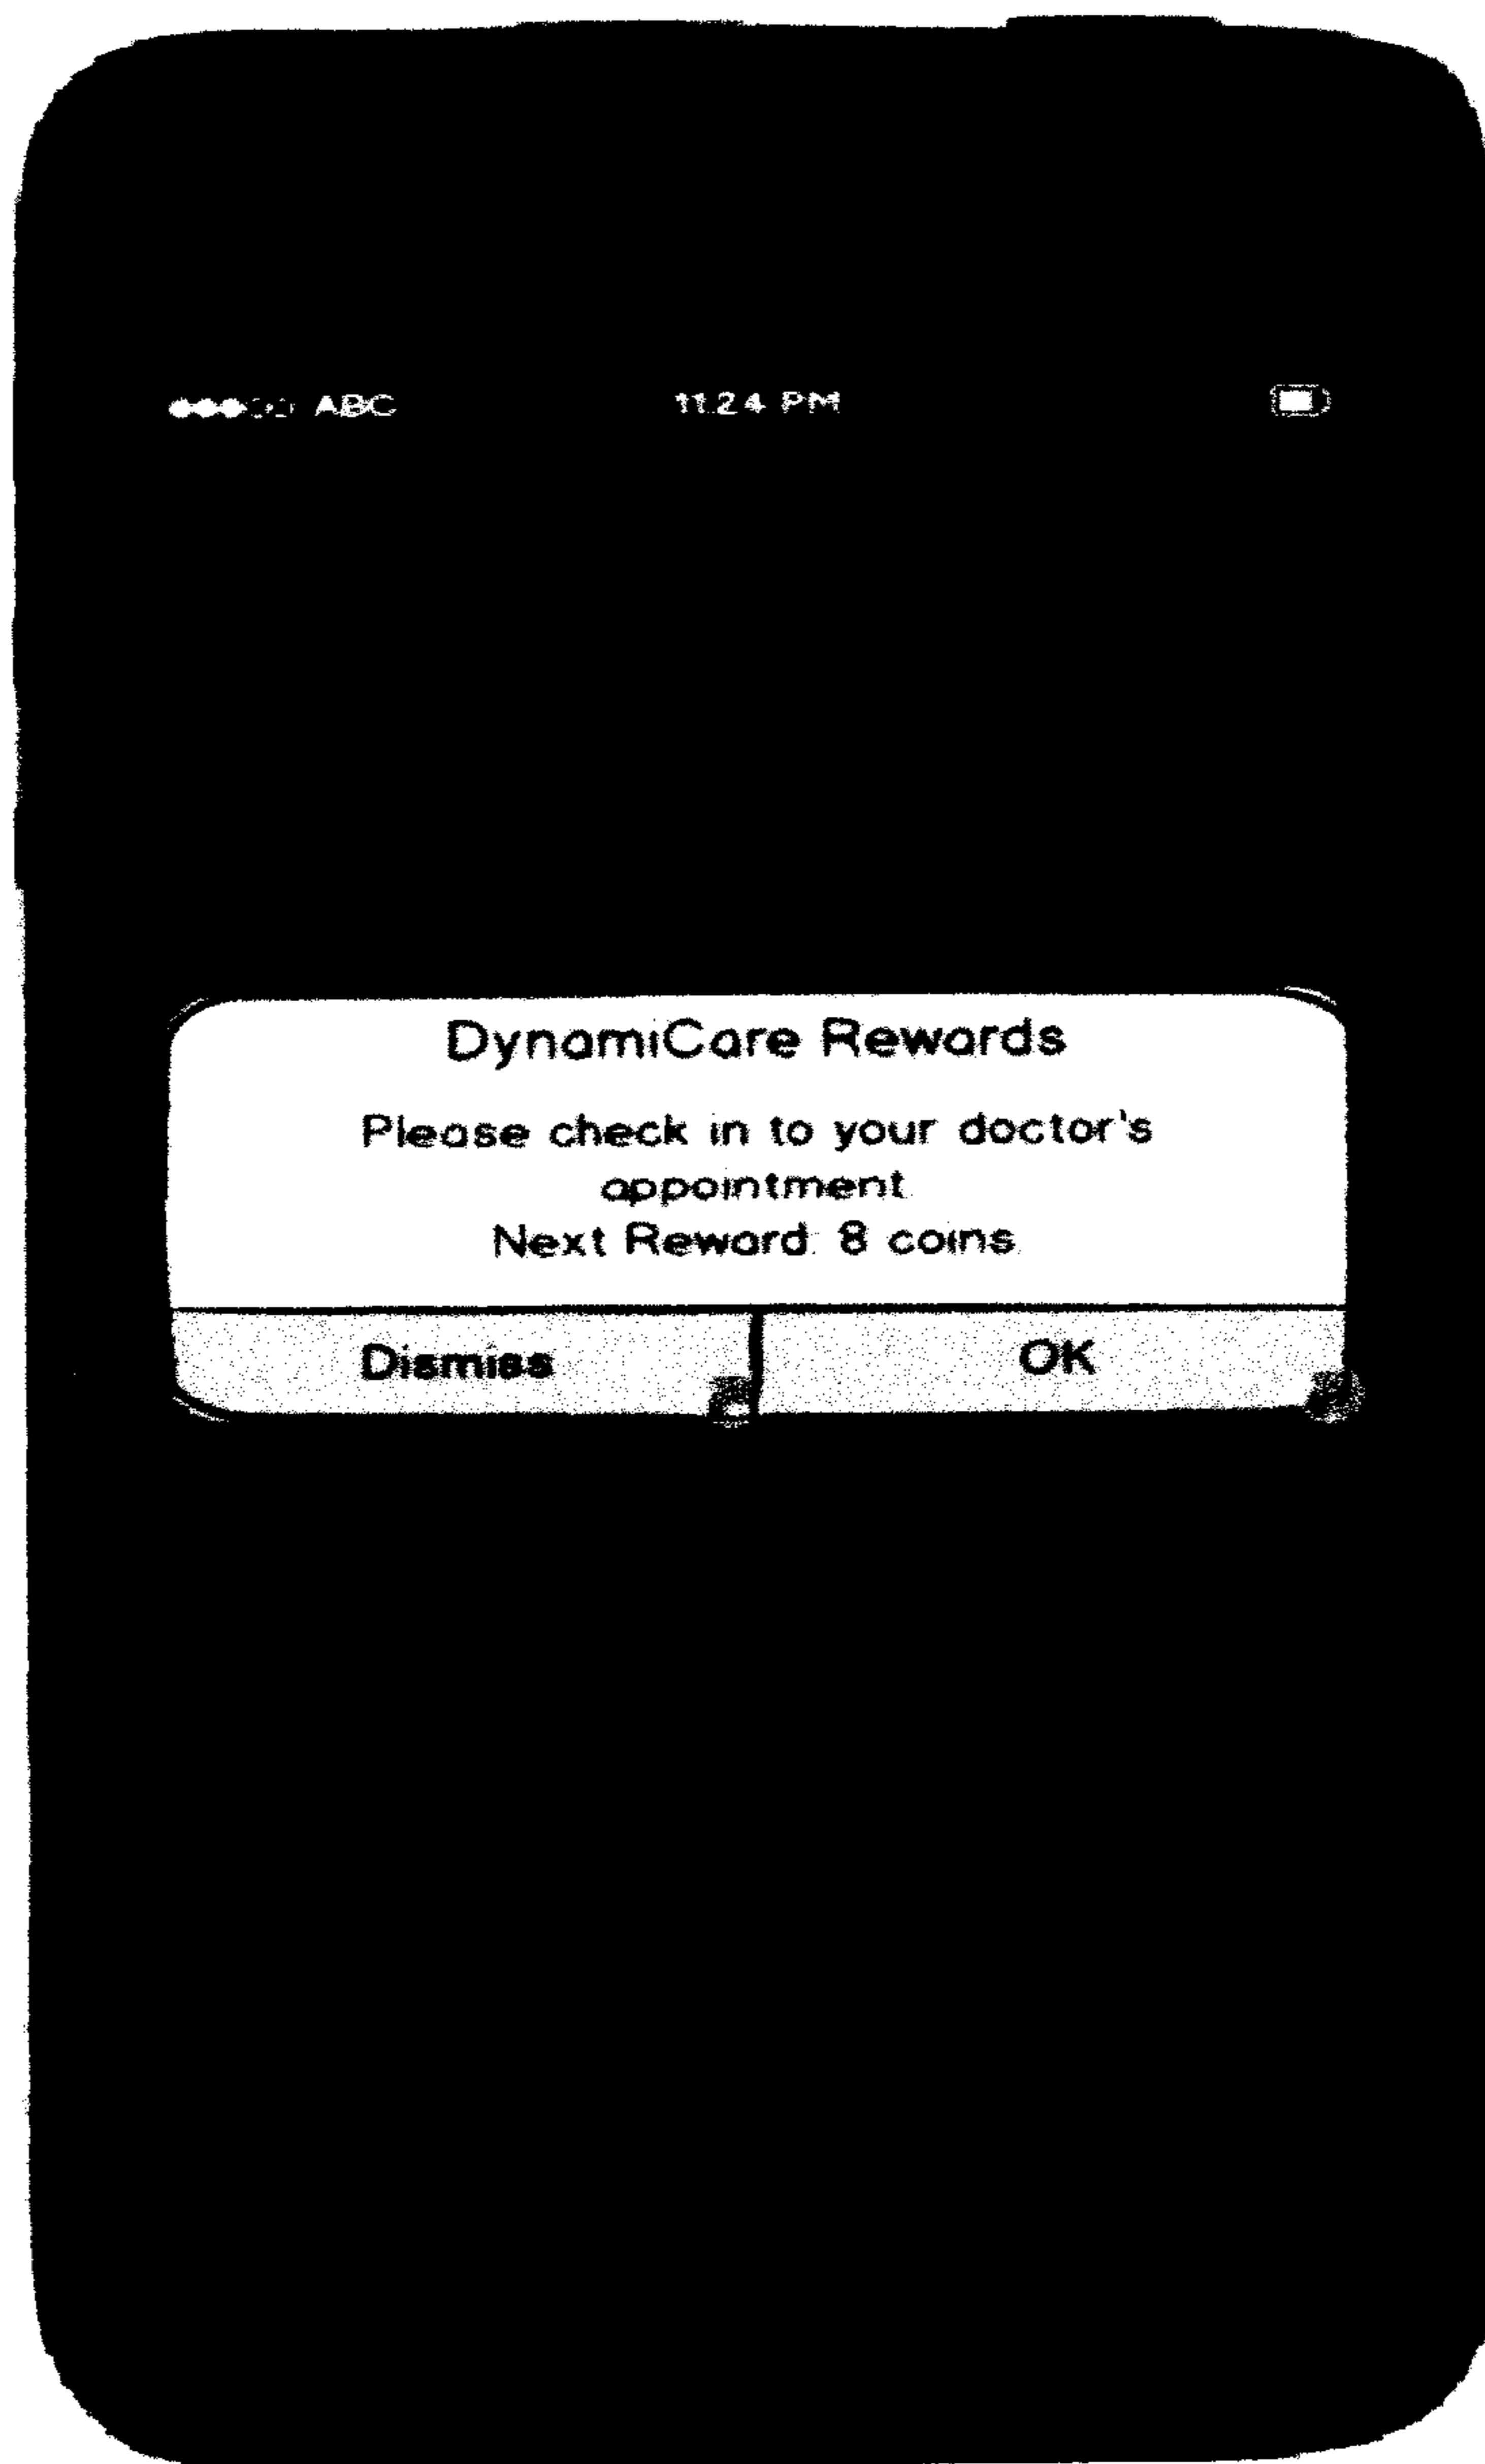 ABC 11:24 PM
DynamiCare Rewards
Please check in to your doctor's
appointment.
Next Reward: 8 coins.
Dismiss OK